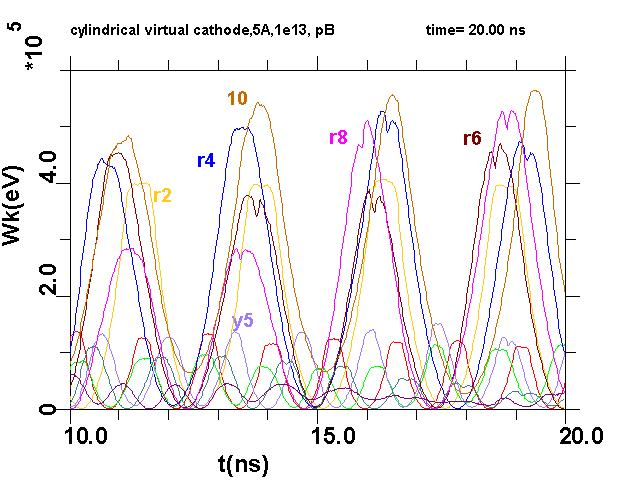 cylindrical virtual cathode,5A,1e13, pB
time= 20.00 ns
*10 5
Wk(eV)
4.0
2.0
0
10
r8
r6
r4
r2
y5
10.0
15.0
20.0
t(ns)